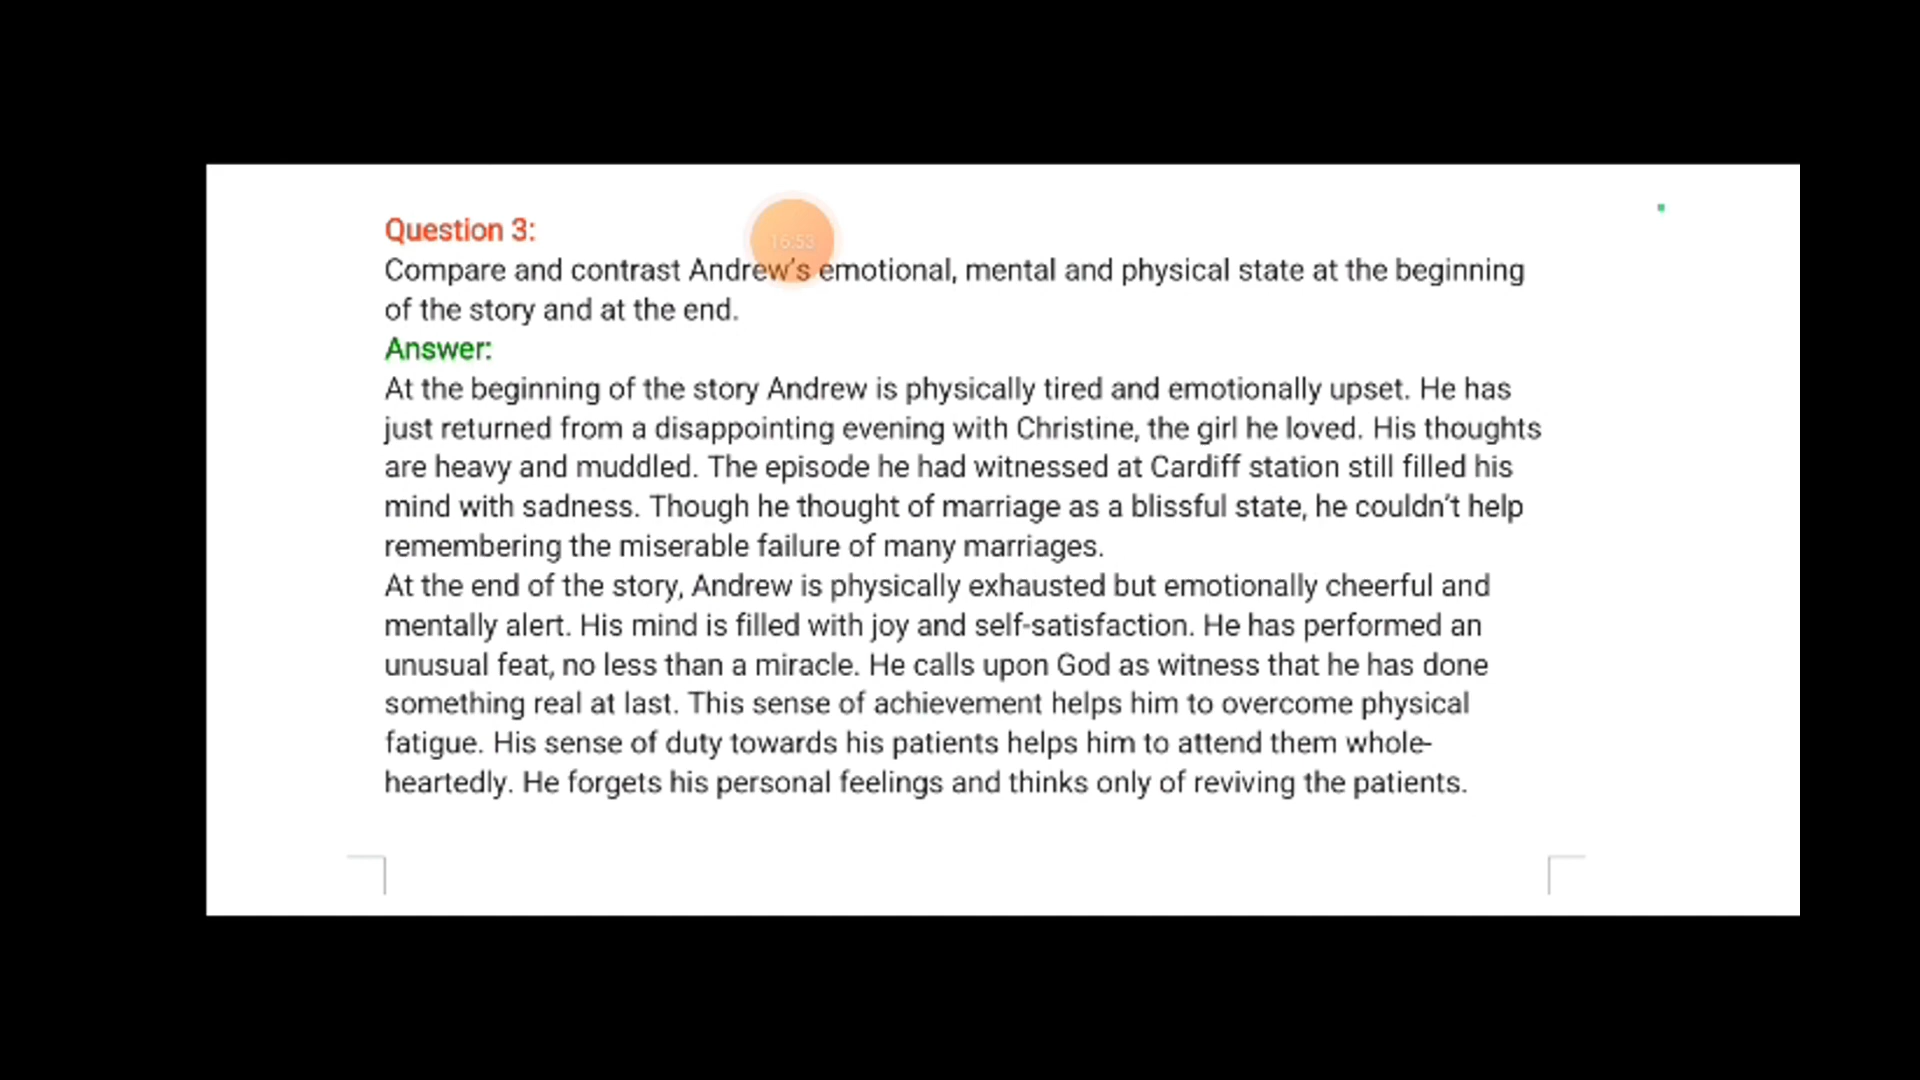 Question 3:
16:53
Compare and contrast Andrew's emotional, mental and physical state at the beginning
of the story and at the end.
Answer:
At the beginning of the story Andrew is physically tired and emotionally upset. He has
just returned from a disappointing evening with Christine, the girl he loved. His thoughts
are heavy and muddled. The episode he had witnessed at Cardiff station still filled his
mind with sadness. Though he thought of marriage as a blissful state, he couldn't help
remembering the miserable failure of many marriages.
At the end of the story, Andrew is physically exhausted but emotionally cheerful and
mentally alert. His mind is filled with joy and self-satisfaction. He has performed an
unusual feat, no less than a miracle. He calls upon God as witness that he has done
something real at last. This sense of achievement helps him to overcome physical
fatigue. His sense of duty towards his patients helps him to attend them whole-
heartedly. He forgets his personal feelings and thinks only of reviving the patients.